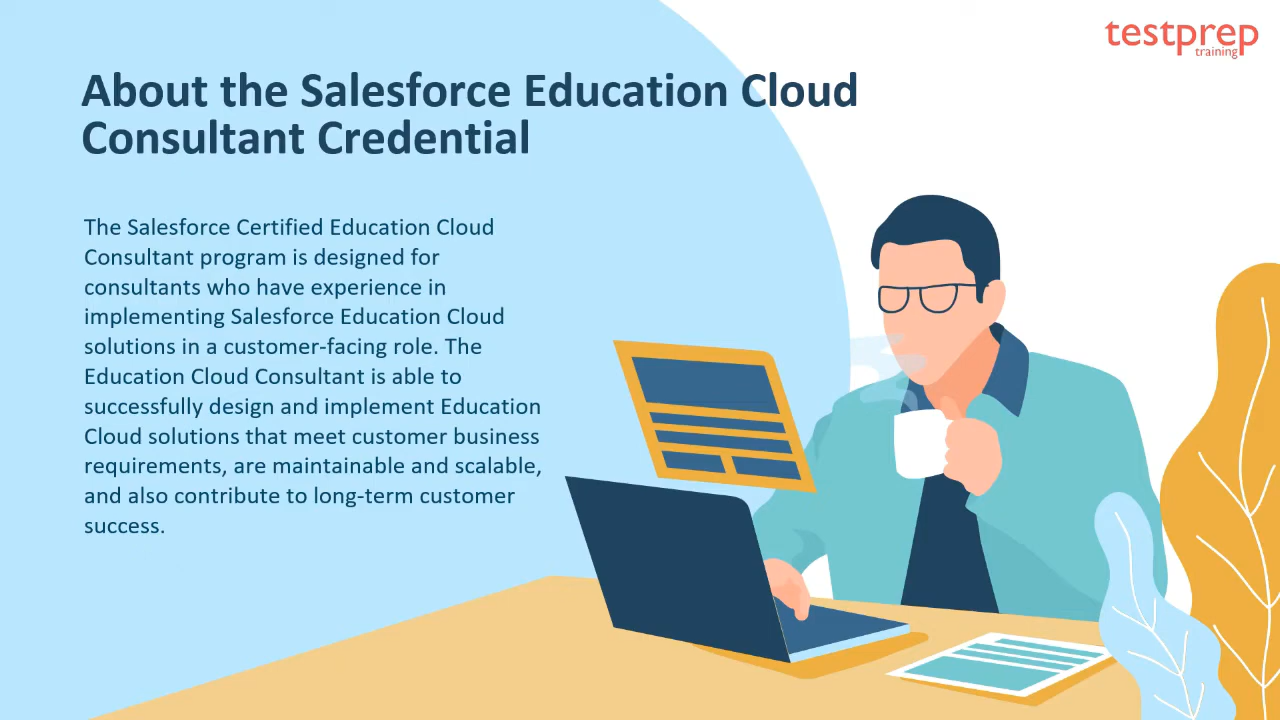 testprep
training
About the Salesforce Education Cloud
Consultant Credential
The Salesforce Certified Education Cloud
Consultant program is designed for
consultants who have experience in
implementing Salesforce Education Cloud
solutions in a customer-facing role. The
Education Cloud Consultant is able to
successfully design and implement Education
Cloud solutions that meet customer business
requirements, are maintainable and scalable,
and also contribute to long-term customer
success.